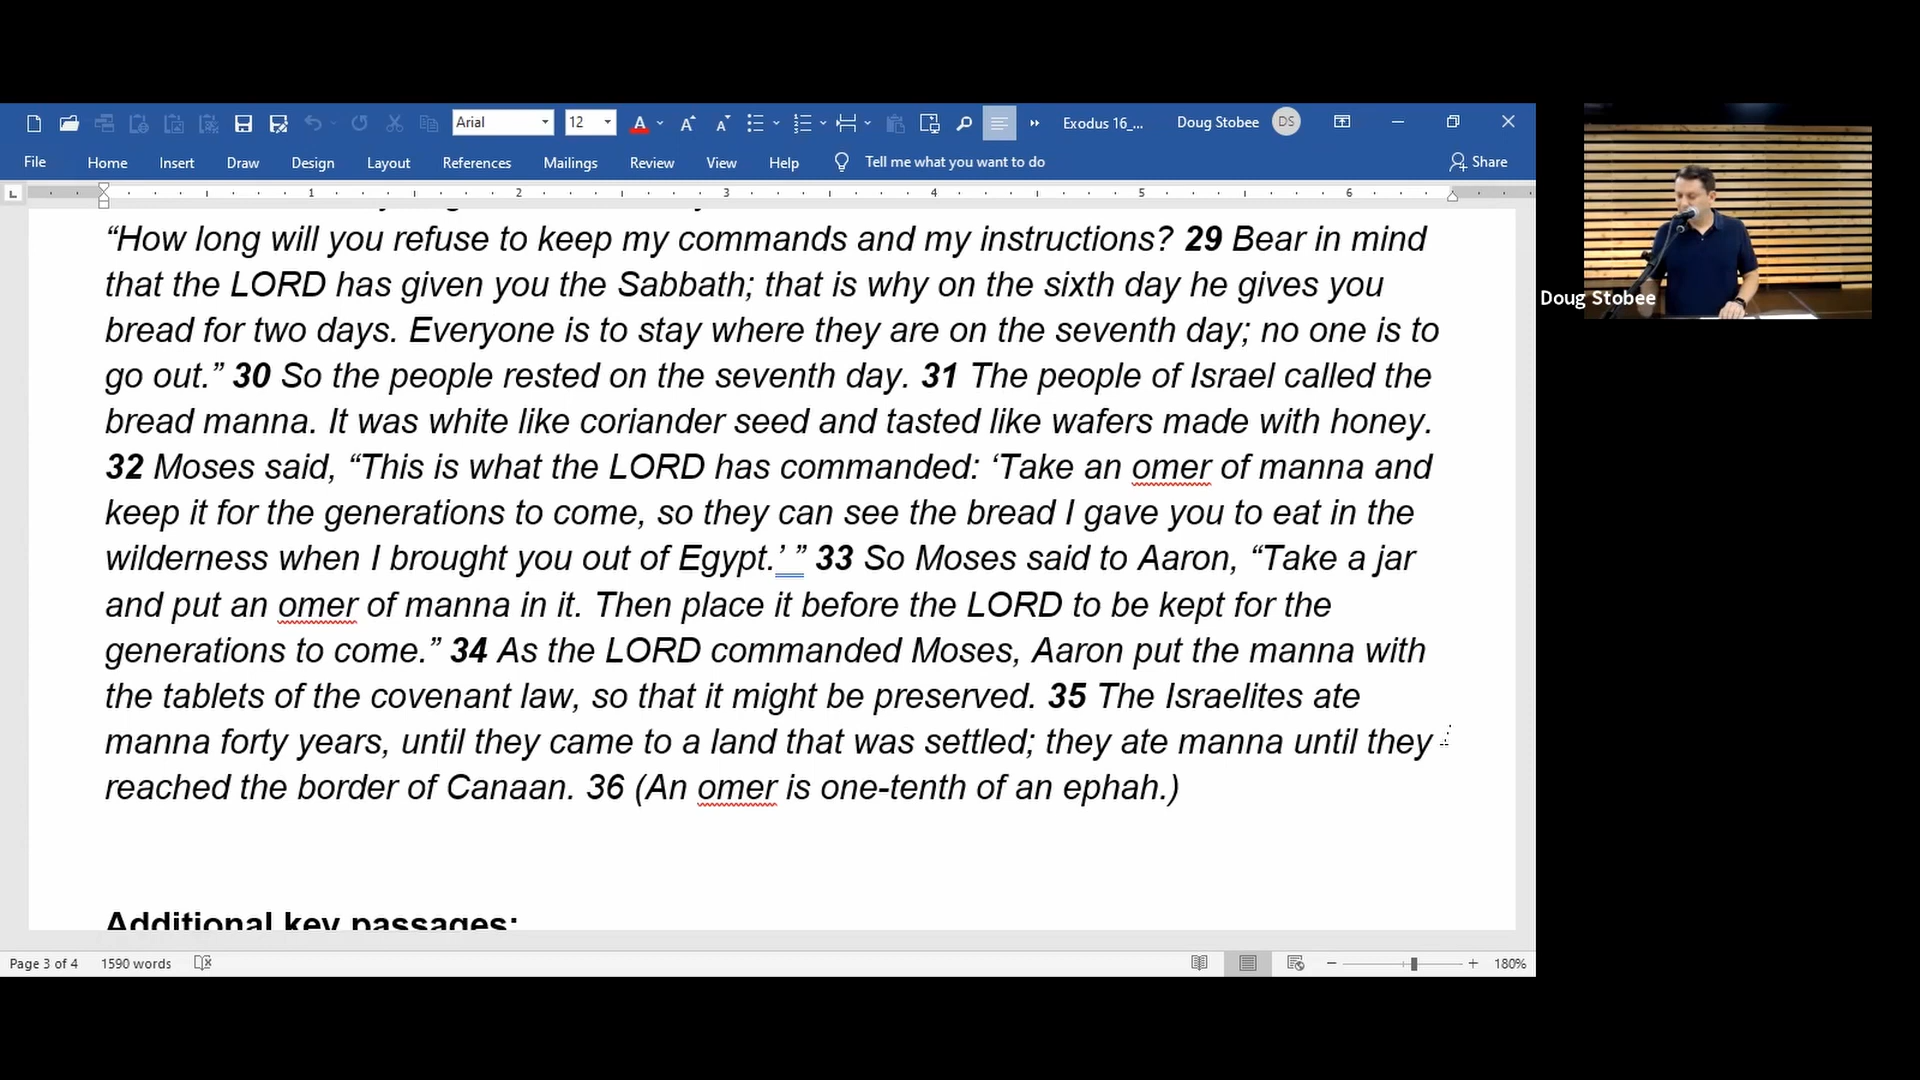 Arial
12
A
A
A
Exodus 16_...
Doug Stobee
DS
File
Home
Insert
Draw
Design
Layout
References
Mailings
Review
View
Help
Tell me what you want to do
Share
L
1
2
3
4
5
6
“How long will you refuse to keep my commands and my instructions? 29 Bear in mind
that the LORD has given you the Sabbath; that is why on the sixth day he gives you
bread for two days. Everyone is to stay where they are on the seventh day; no one is to
go out.” 30 So the people rested on the seventh day. 31 The people of Israel called the
bread manna. It was white like coriander seed and tasted like wafers made with honey.
32 Moses said, “This is what the LORD has commanded: ‘Take an omer of manna and
keep it for the generations to come, so they can see the bread I gave you to eat in the
wilderness when I brought you out of Egypt.’ ” 33 So Moses said to Aaron, “Take a jar
and put an omer of manna in it. Then place it before the LORD to be kept for the
generations to come.” 34 As the LORD commanded Moses, Aaron put the manna with
the tablets of the covenant law, so that it might be preserved. 35 The Israelites ate
manna forty years, until they came to a land that was settled; they ate manna until they
reached the border of Canaan. 36 (An omer is one-tenth of an ephah.)
Additional key passages:
Page 3 of 4
1590 words
180%
Doug Stobee